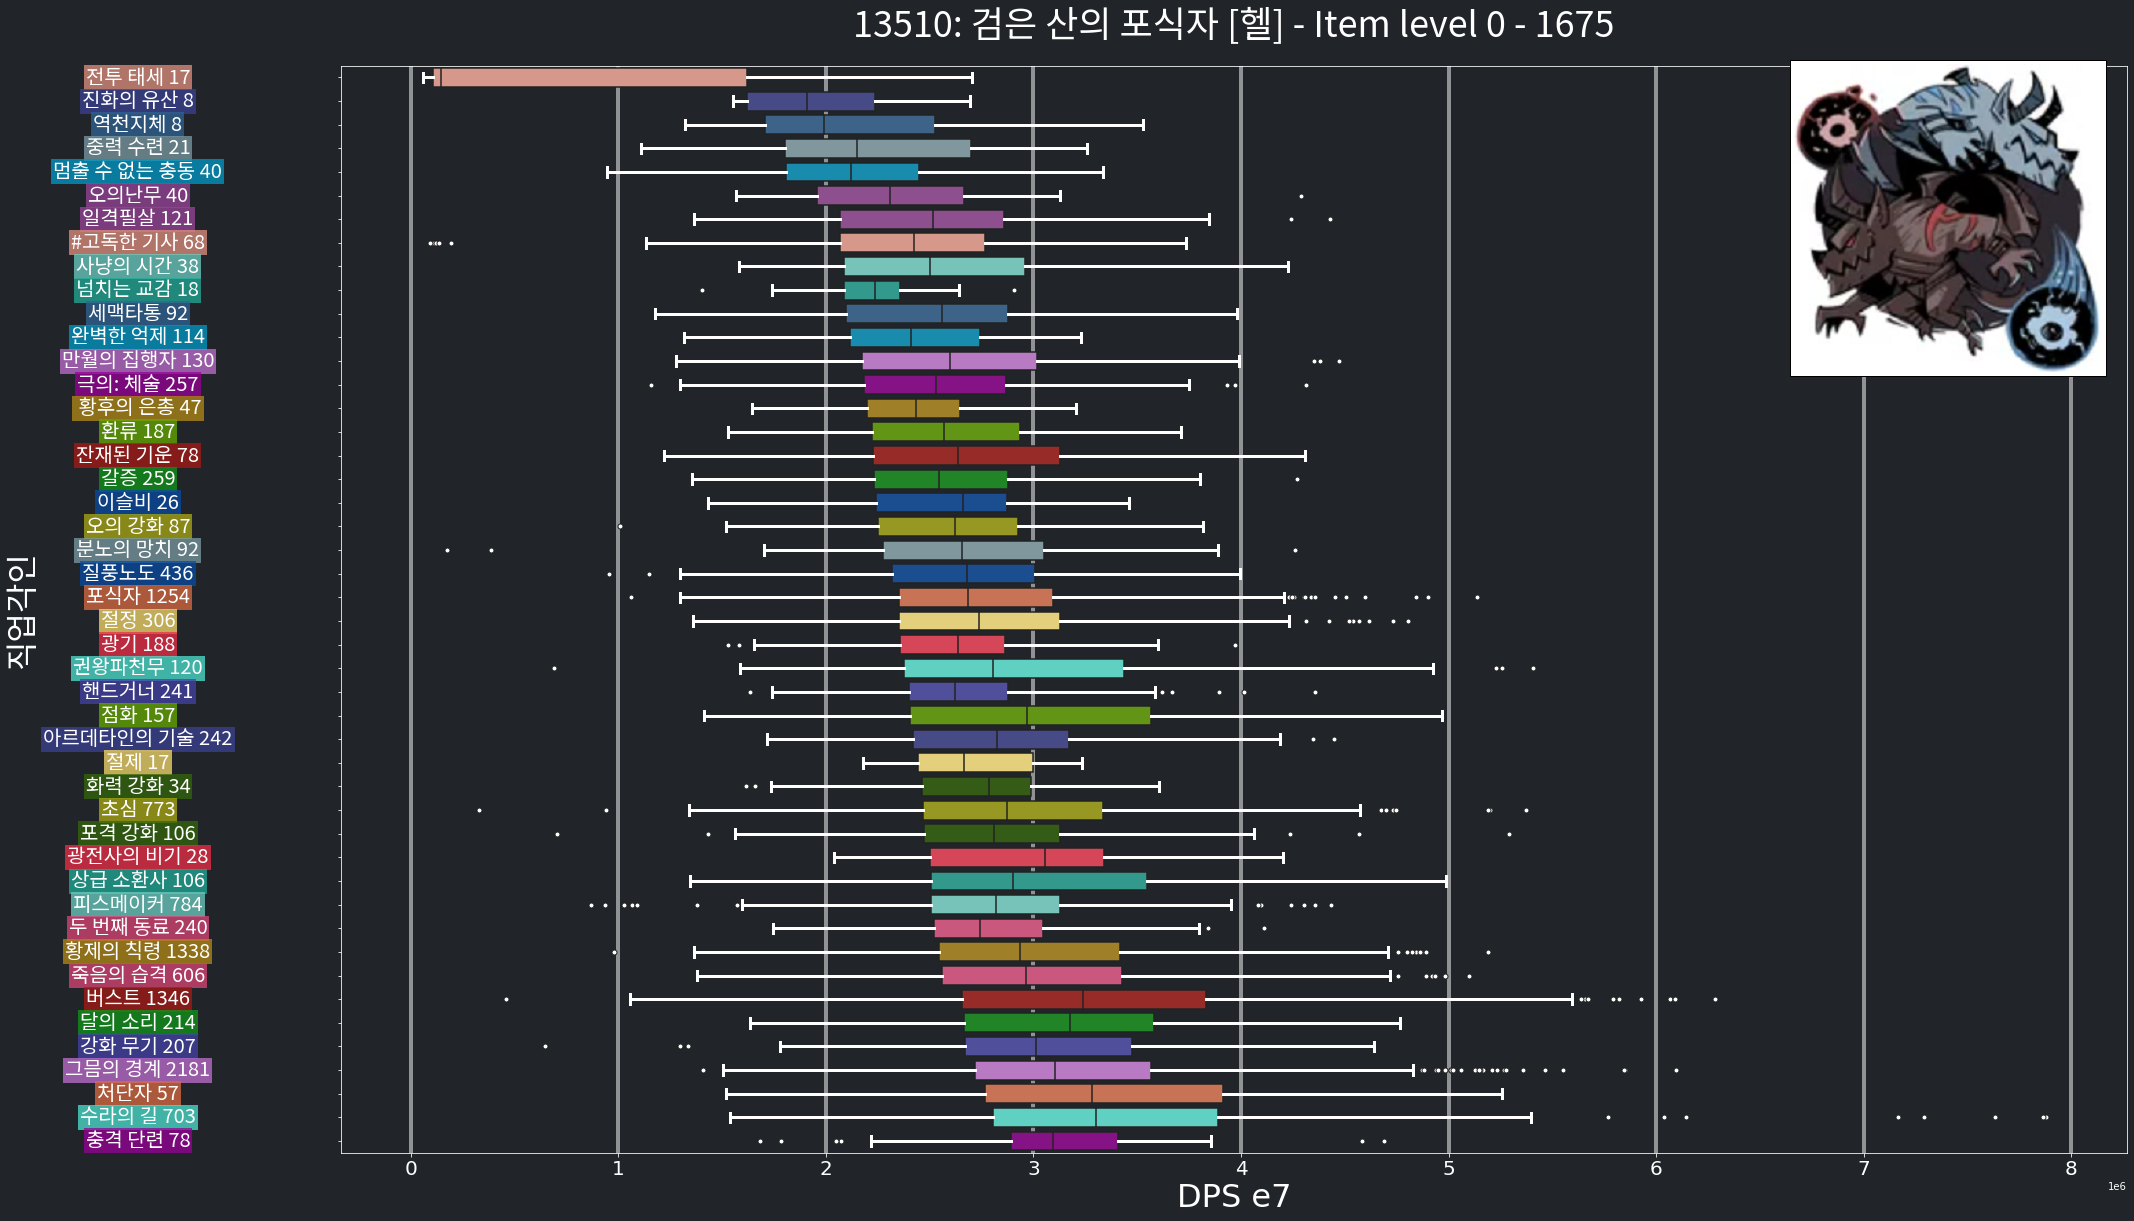 13510: 검은 산의 포식자 [헬] - Item level 0 - 1675
전투 태세 17
진화의 유산 8
역천지체 8
중력 수련 21
멈출 수 없는 충동 40
오의난무 40
일격필살 121
#고독한 기사 68
사냥의 시간 38
넘치는 교감 18
세맥타통 92
완벽한 억제 114
만월의 집행자 130
극의: 체술 257
황후의 은총 47
환류 187
잔재된 기운 78
갈증 259
이슬비 26
오의 강화 87
분노의 망치 92
질풍노도 436
포식자 1254
절정 306
광기 188
권왕파천무 120
핸드거너 241
점화 157
아르데타인의 기술 242
절제 17
화력 강화 34
초심 773
포격 강화 106
광전사의 비기 28
상급 소환사 106
피스메이커 784
두 번째 동료 240
황제의 칙령 1338
죽음의 습격 606
버스트 1346
달의 소리 214
강화 무기 207
그믐의 경계 2181
처단자 57
수라의 길 703
충격 단련 78
직업각인
0 1 2 3 4 5 6 7 8
DPS e7
1e6